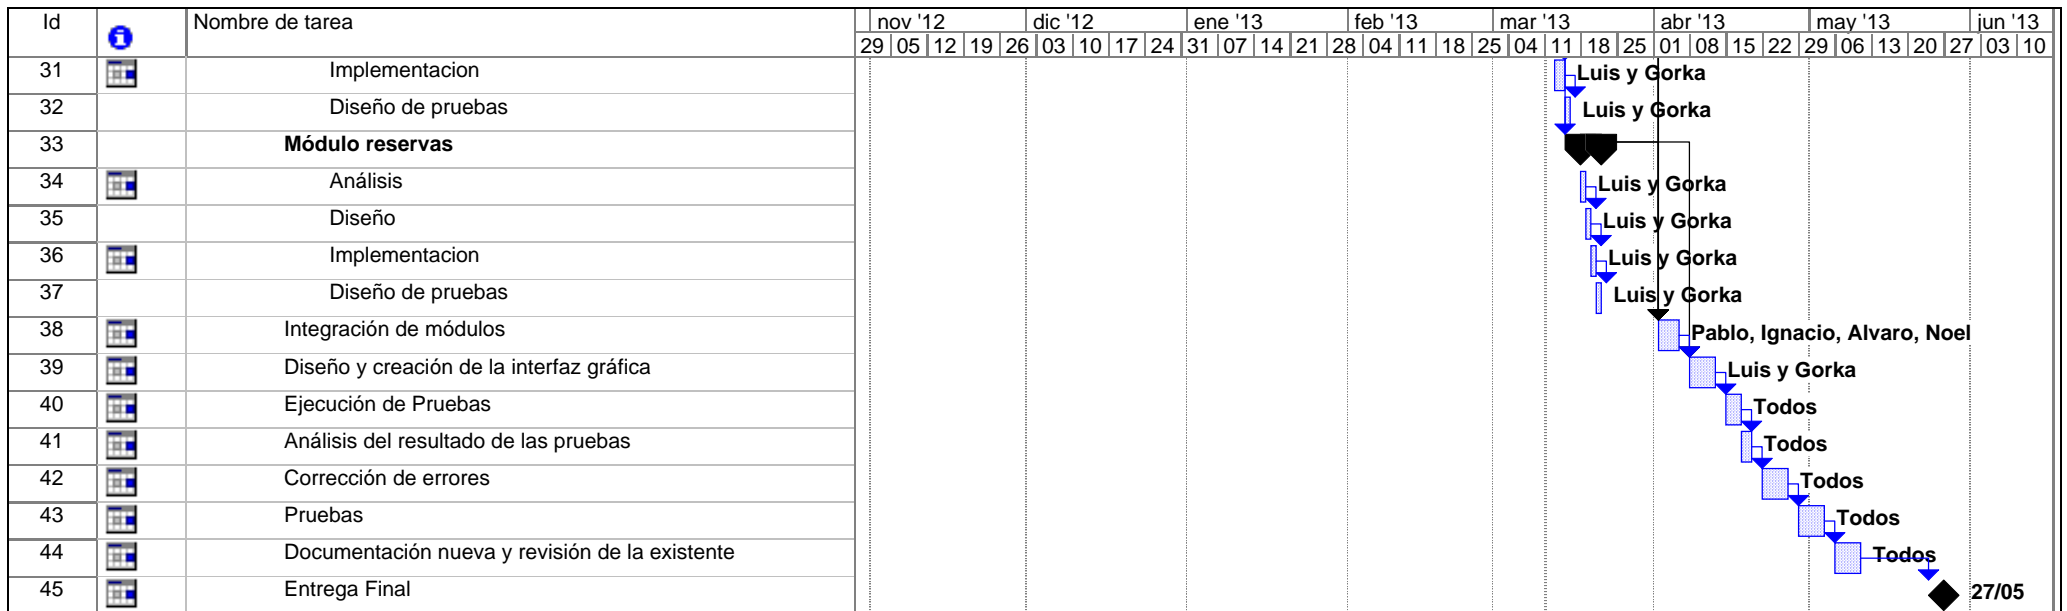 Id Nombre de tarea nov '12 dic '12 ene '13 feb '13 mar '13 abr '13 may '13 jun '13
29 05 12 19 26 03 10 17 24 31 07 14 21 28 04 11 18 25 04 11 18 25 01 08 15 22 29 06 13 20 27 03 10
31 Implementacion Luis y Gorka
32 Diseño de pruebas Luis y Gorka
33 Módulo reservas
34 Análisis Luis y Gorka
35 Diseño Luis y Gorka
36 Implementacion Luis y Gorka
37 Diseño de pruebas Luis y Gorka
38 Integración de módulos Pablo, Ignacio, Alvaro, Noel
39 Diseño y creación de la interfaz gráfica Luis y Gorka
40 Ejecución de Pruebas Todos
41 Análisis del resultado de las pruebas Todos
42 Corrección de errores Todos
43 Pruebas Todos
44 Documentación nueva y revisión de la existente Todos
45 Entrega Final 27/05